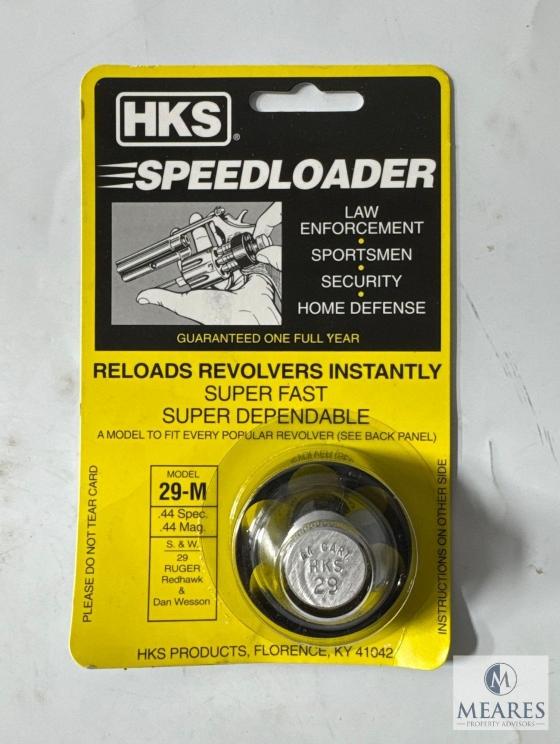 HKS®
SPEEDLOADER
LAW
ENFORCEMENT
•
SPORTSMEN
•
SECURITY
•
HOME DEFENSE
GUARANTEED ONE FULL YEAR
RELOADS REVOLVERS INSTANTLY
SUPER FAST
SUPER DEPENDABLE
A MODEL TO FIT EVERY POPULAR REVOLVER (SEE BACK PANEL)
PLEASE DO NOT TEAR CARD
MODEL
29-M
.44 Spec.
.44 Mag.
S. & W.
29
RUGER
Redhawk
&
Dan Wesson
HKS
29
INSTRUCTIONS ON OTHER SIDE
HKS PRODUCTS, FLORENCE, KY 41042
M
MEARES
PROPERTY ADVISORS